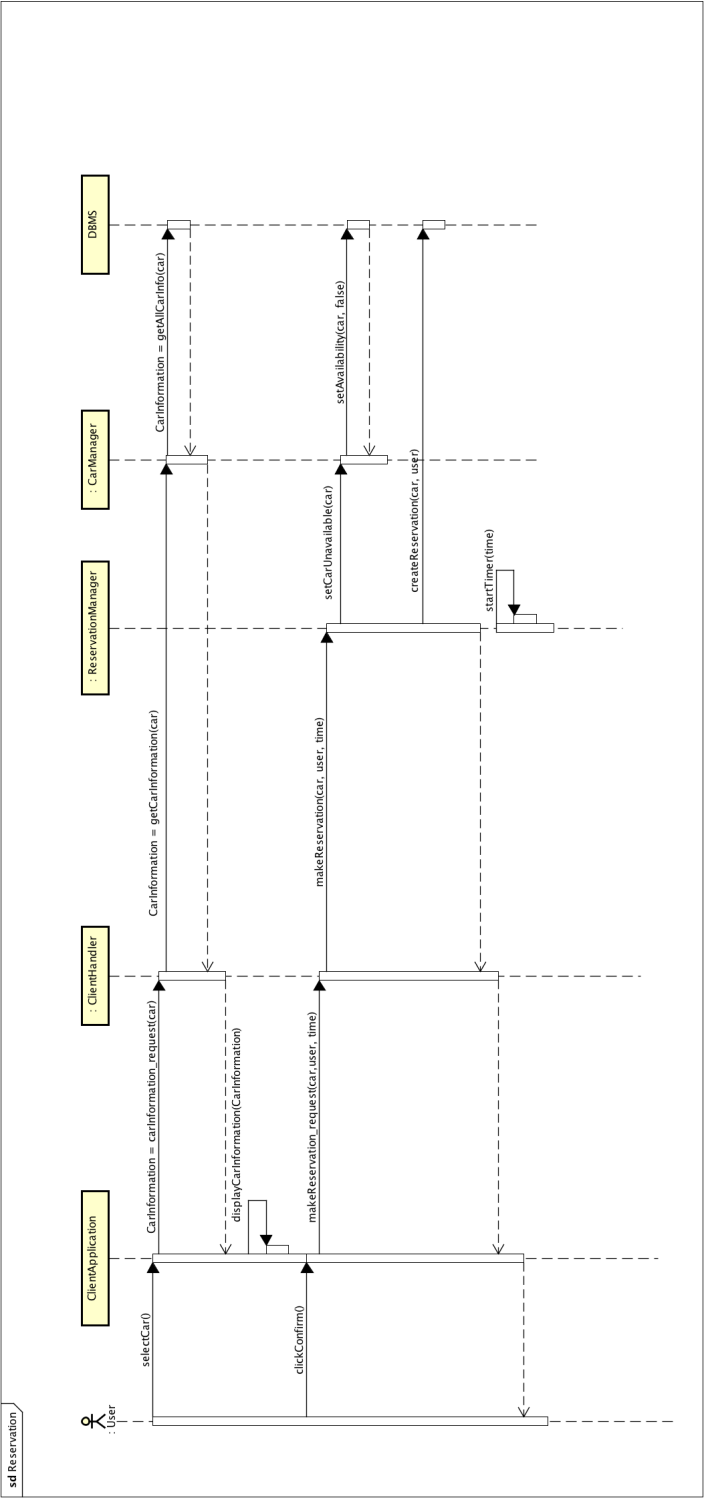 sd Reservation
: User
ClientApplication
: ClientHandler
: ReservationManager
: CarManager
DBMS
selectCar()
CarInformation = carInformation_request(car)
CarInformation = getCarInformation(car)
CarInformation = getAllCarInfo(car)
displayCarInformation(CarInformation)
clickConfirm()
makeReservation_request(car,user, time)
makeReservation(car, user, time)
setCarUnavailable(car)
setAvailability(car, false)
createReservation(car, user)
startTimer(time)